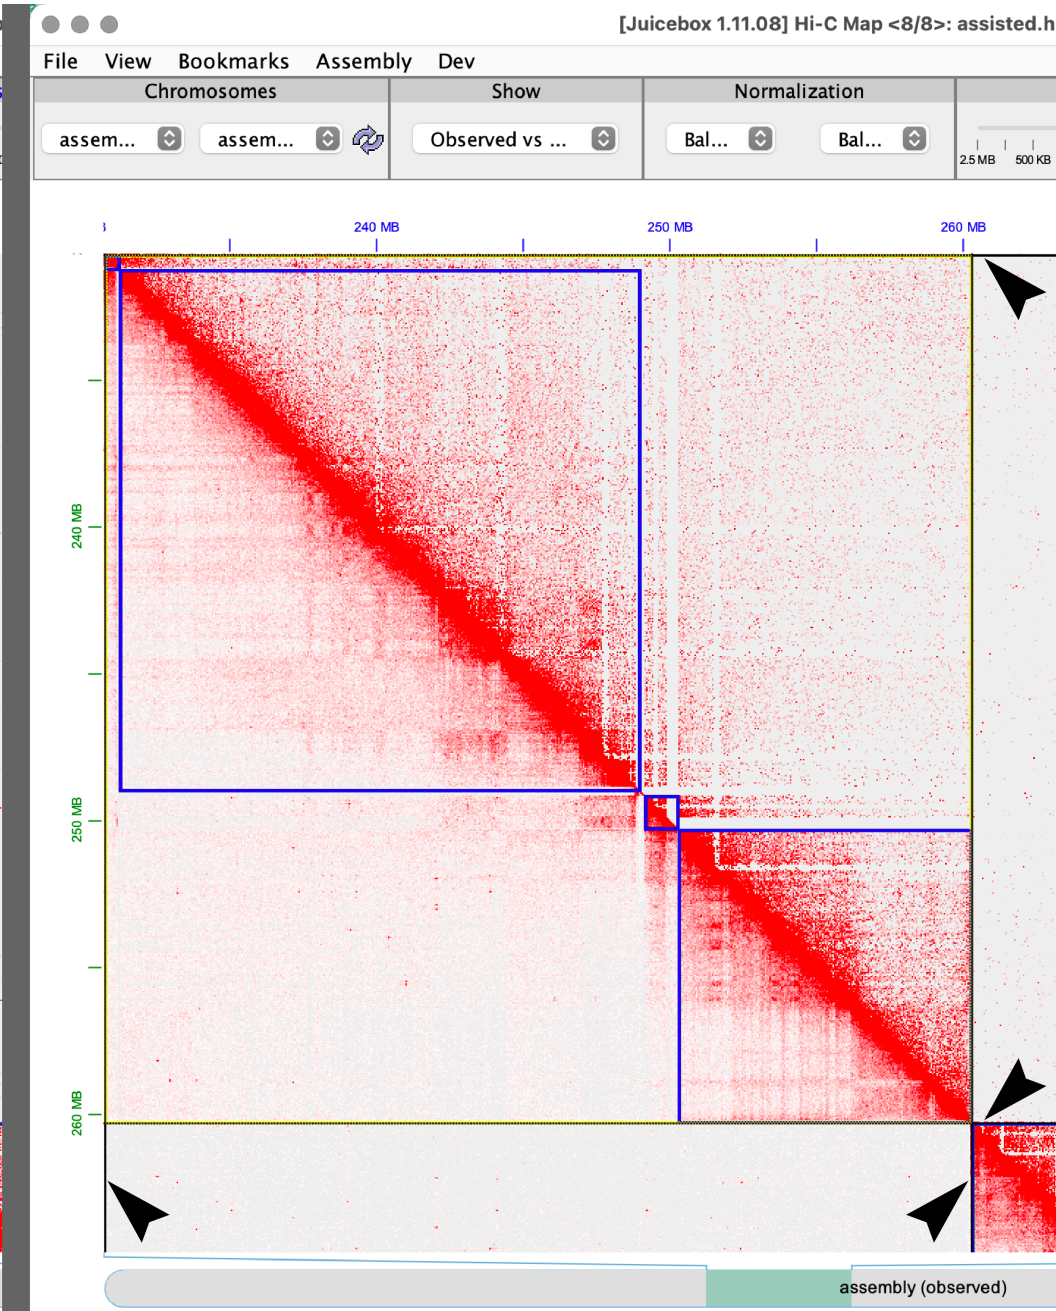 [Juicebox 1.11.08] Hi-C Map <8/8>: assisted.h
File View Bookmarks Assembly Dev
Chromosomes Show Normalization
assem... assem... Observed vs ... Bal... Bal...
2.5 MB 500 KB
240 MB 250 MB 260 MB
240 MB
250 MB
260 MB
assembly (observed)